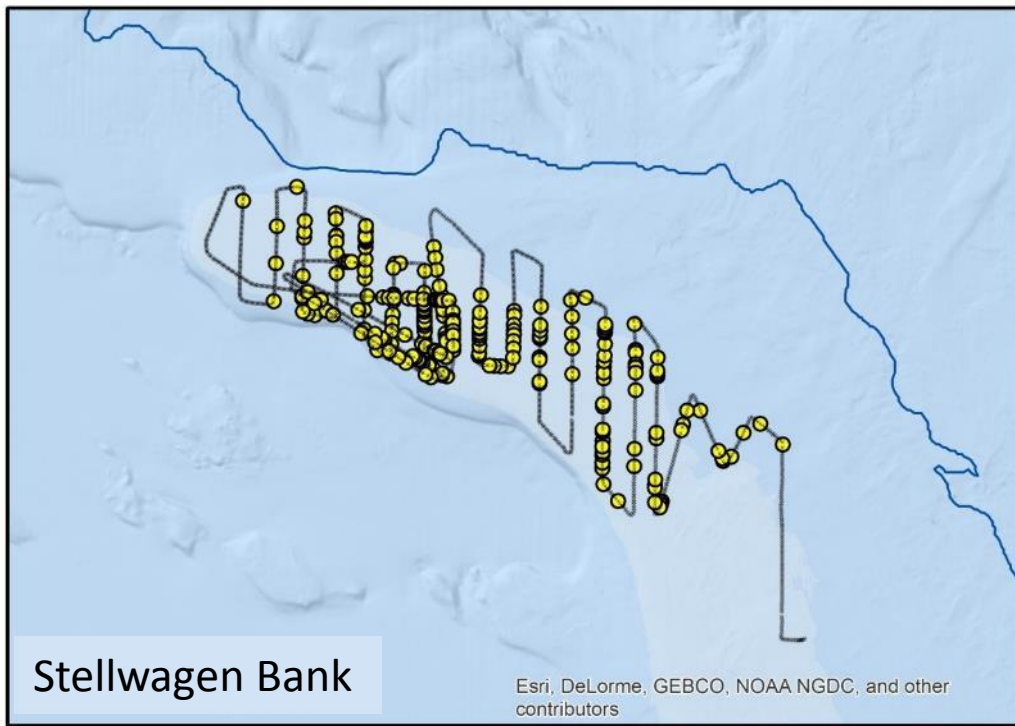 Stellwagen Bank
Esri, DeLorme, GEBCO, NOAA NGDC, and other
contributors